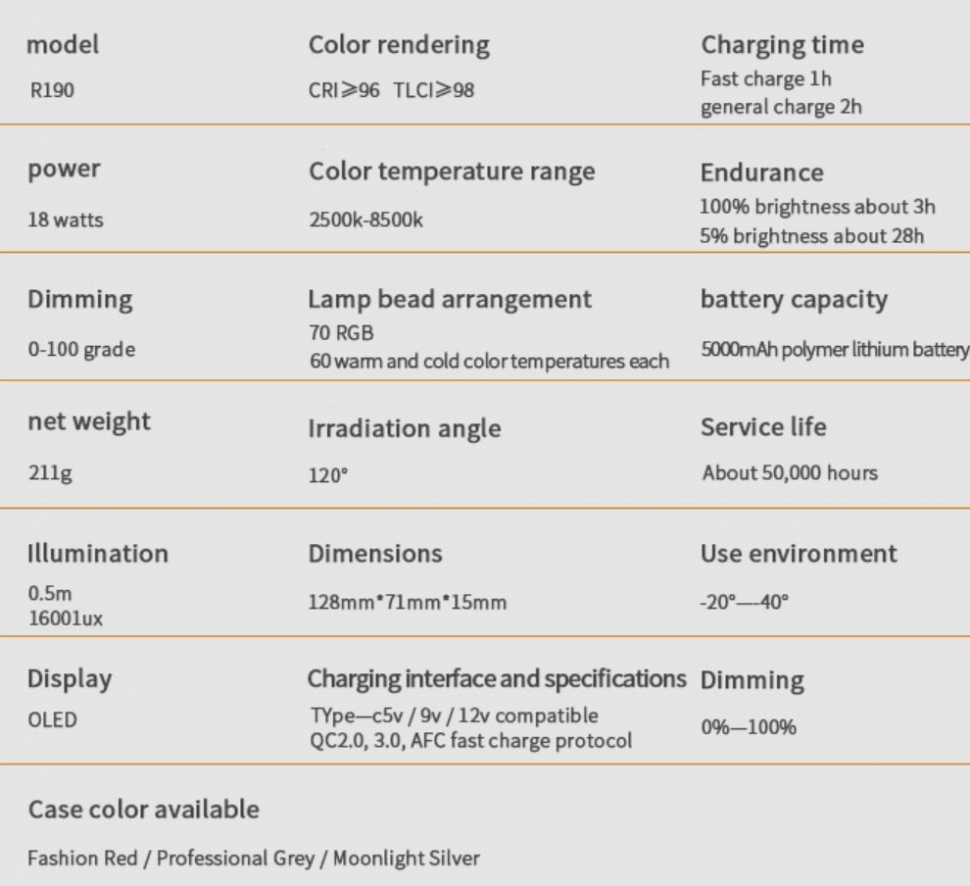 model
R190
Color rendering
CRI⩾96 TLCI⩾98
Charging time
Fast charge 1h
general charge 2h
power
18 watts
Color temperature range
2500k-8500k
Endurance
100% brightness about 3h
5% brightness about 28h
Dimming
0-100 grade
Lamp bead arrangement
70 RGB
60 warm and cold color temperatures each
battery capacity
5000mAh polymer lithium battery
net weight
211g
Irradiation angle
120°
Service life
About 50,000 hours
Illumination
0.5m
16001ux
Dimensions
128mm*71mm*15mm
Use environment
-20°—-40°
Display
OLED
Charging interface and specifications
TYpe—c5v / 9v / 12v compatible
QC2.0, 3.0, AFC fast charge protocol
Dimming
0%—100%
Case color available
Fashion Red / Professional Grey / Moonlight Silver